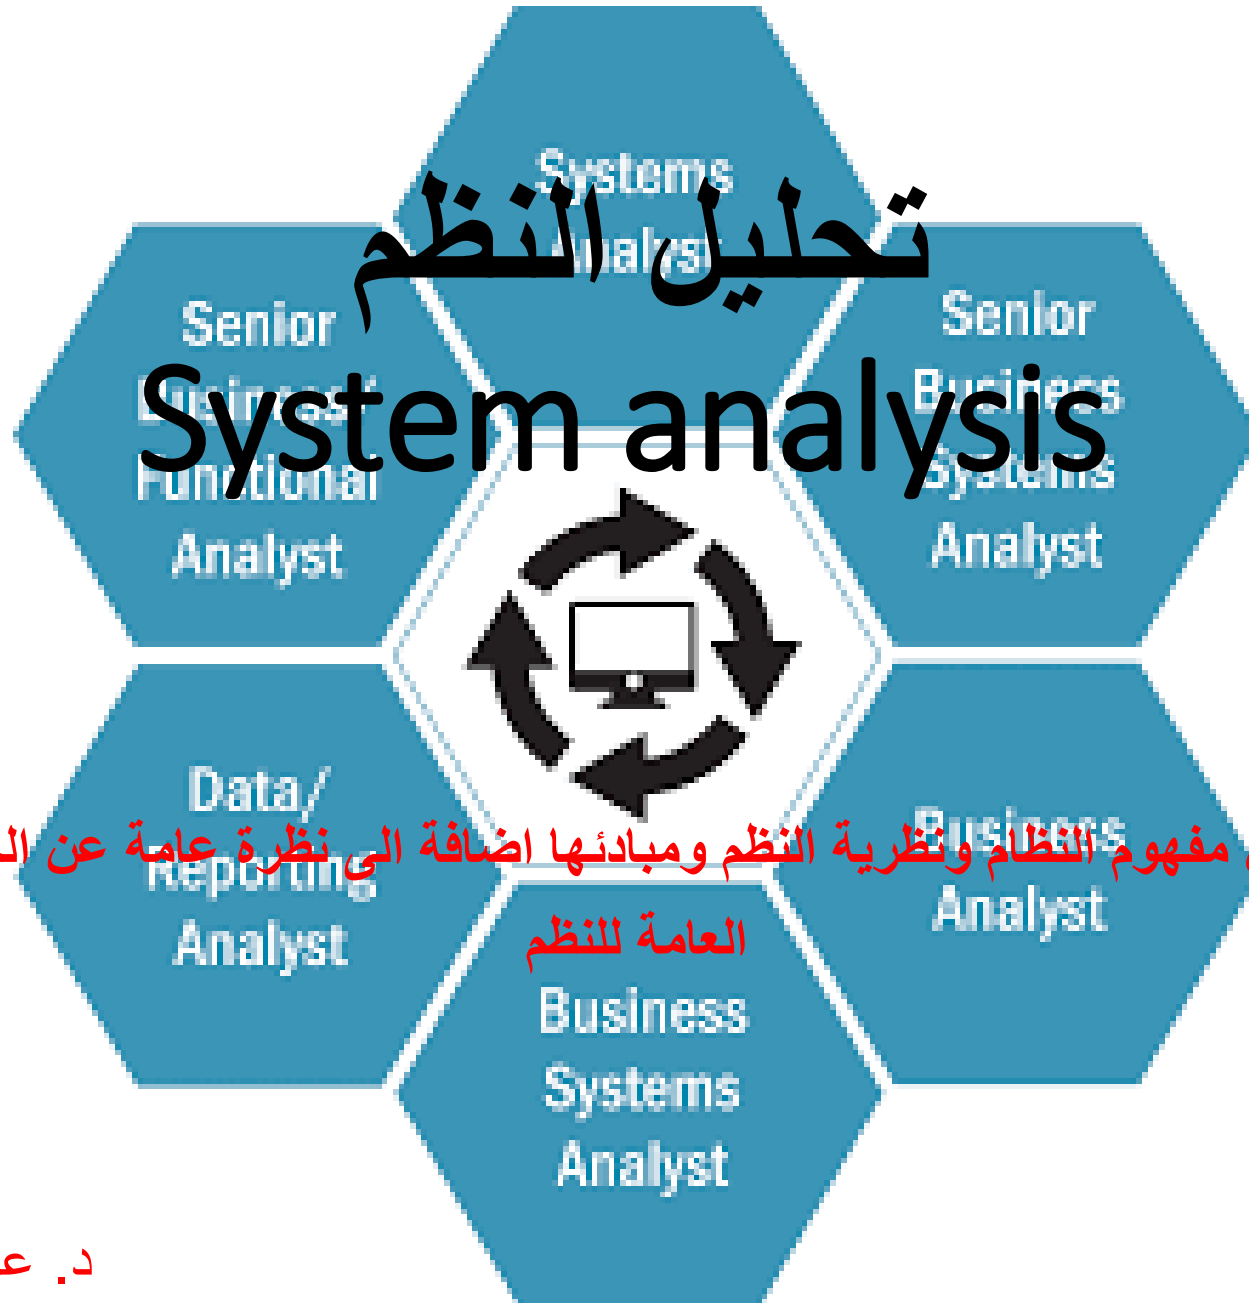 Systems
Analyst
تحليل النظم
Senior
Business/
Functional
Analyst
System analysis
Senior
Business
Systems
Analyst
مفهوم النظام ونظرية النظم ومبادئها اضافة الى نظرة عامة عن
العامة للنظم
Data/
Reporting
Analyst
Business
Analyst
Business
Systems
Analyst
د.